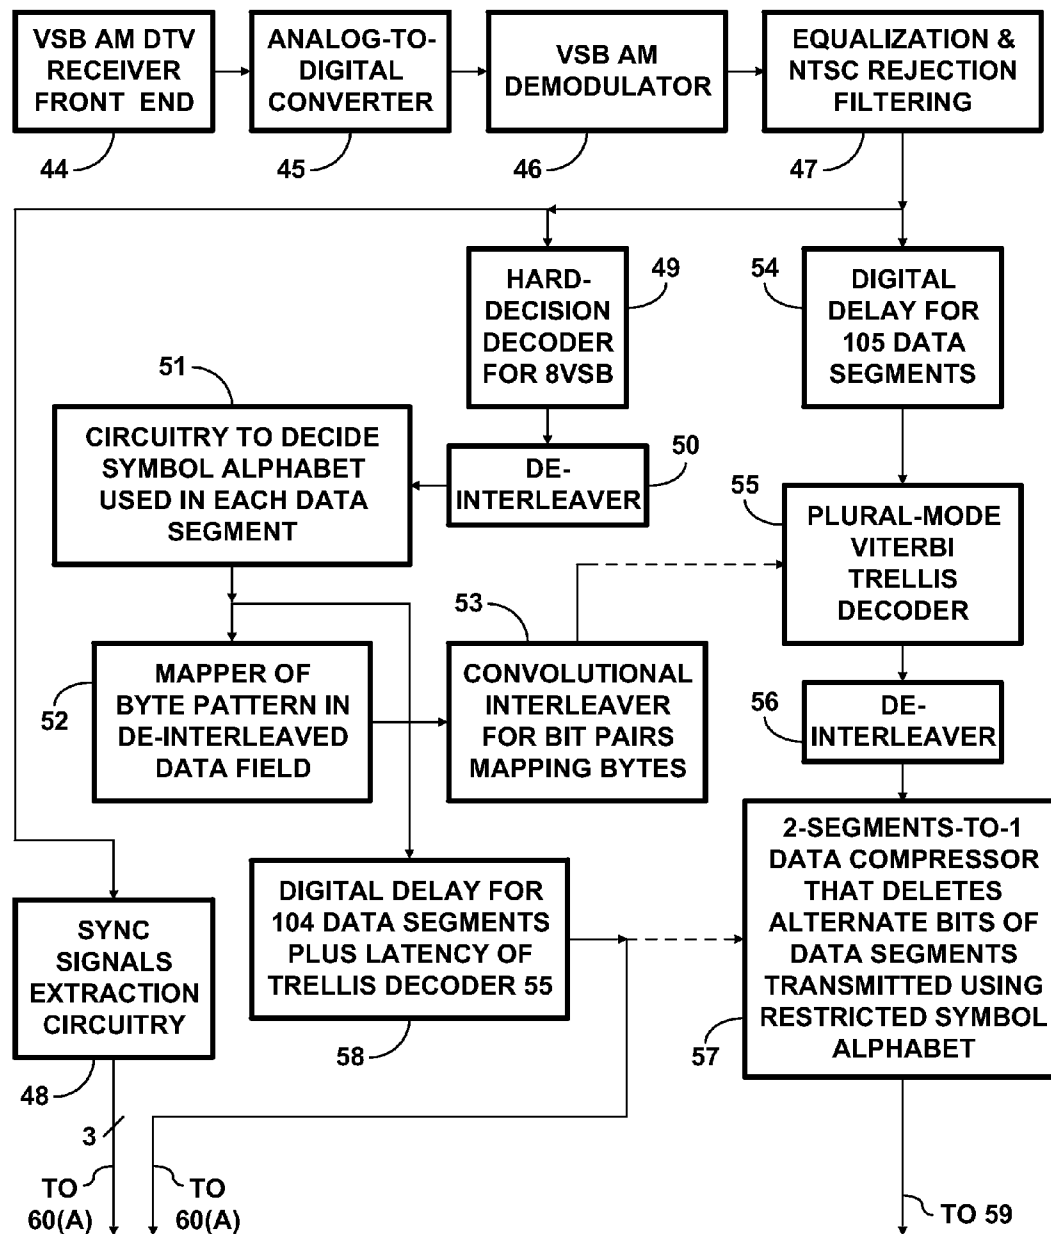 VSB AM DTV
RECEIVER
FRONT END
44
ANALOG-TO-
DIGITAL
CONVERTER
45
VSB AM
DEMODULATOR
46
EQUALIZATION &
NTSC REJECTION
FILTERING
47
HARD-
DECISION
DECODER
FOR 8VSB
49
DIGITAL
DELAY FOR
105 DATA
SEGMENTS
54
51
CIRCUITRY TO DECIDE
SYMBOL ALPHABET
USED IN EACH DATA
SEGMENT
DE-
INTERLEAVER
50
55
PLURAL-MODE
VITERBI
TRELLIS
DECODER
MAPPER OF
BYTE PATTERN IN
DE-INTERLEAVED
DATA FIELD
52
53
CONVOLUTIONAL
INTERLEAVER
FOR BIT PAIRS
MAPPING BYTES
56
DE-
INTERLEAVER
SYNC
SIGNALS
EXTRACTION
CIRCUITRY
48
DIGITAL DELAY FOR
104 DATA SEGMENTS
PLUS LATENCY OF
TRELLIS DECODER 55
58
2-SEGMENTS-TO-1
DATA COMPRESSOR
THAT DELETES
ALTERNATE BITS OF
DATA SEGMENTS
TRANSMITTED USING
RESTRICTED SYMBOL
ALPHABET
57
3
TO
60(A)
TO
60(A)
TO 59